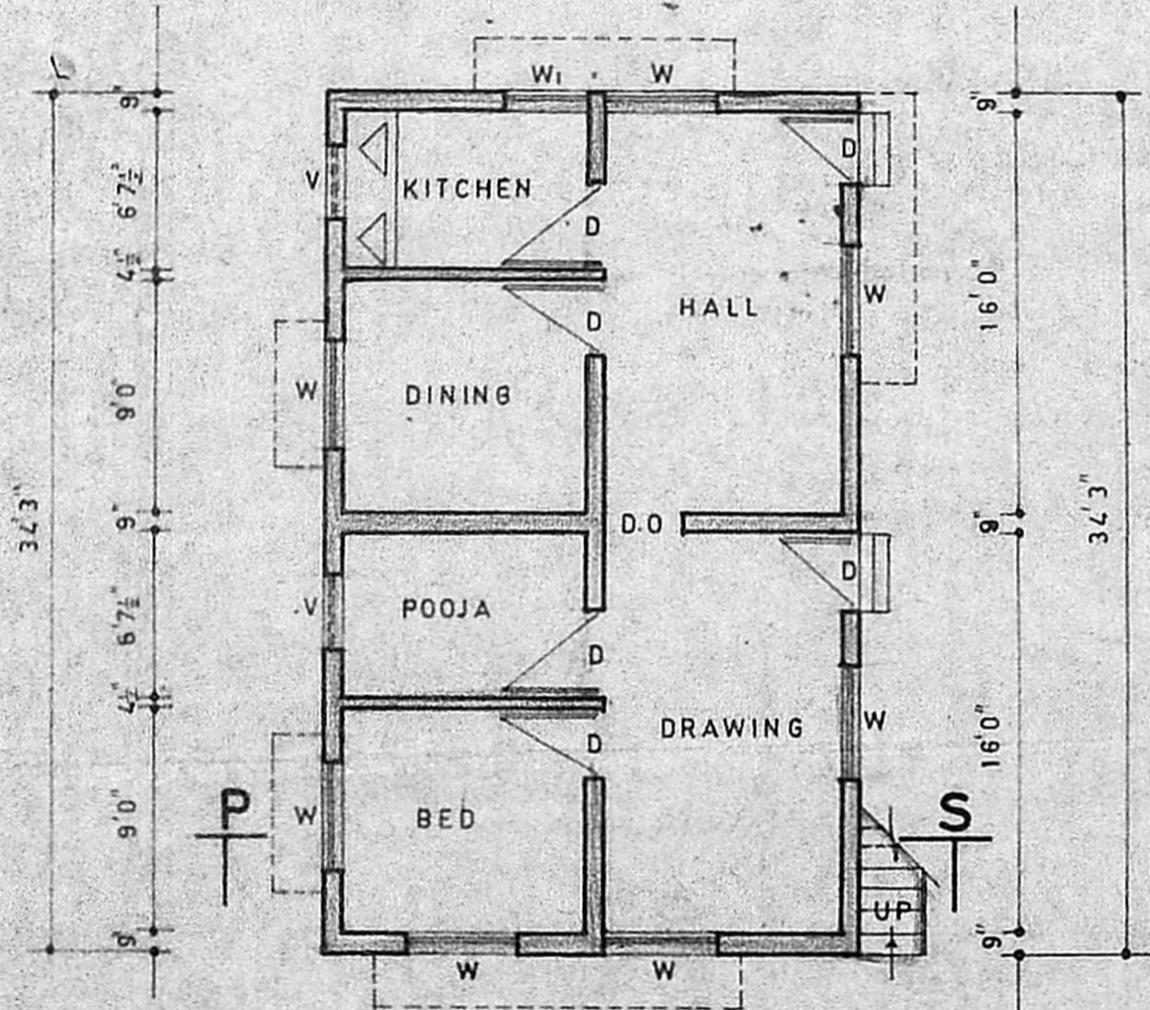 W1 W
9" 9"
V KITCHEN D
6'7½" D
4½"
D HALL
W 16'0"
W DINING
9'0
34'3" 34'3"
9" D.O 9"
D
V POOJA
6'7½" D
4½"
D DRAWING W
16'0"
P W BED S
9'0"
UP
9" 9"
W W